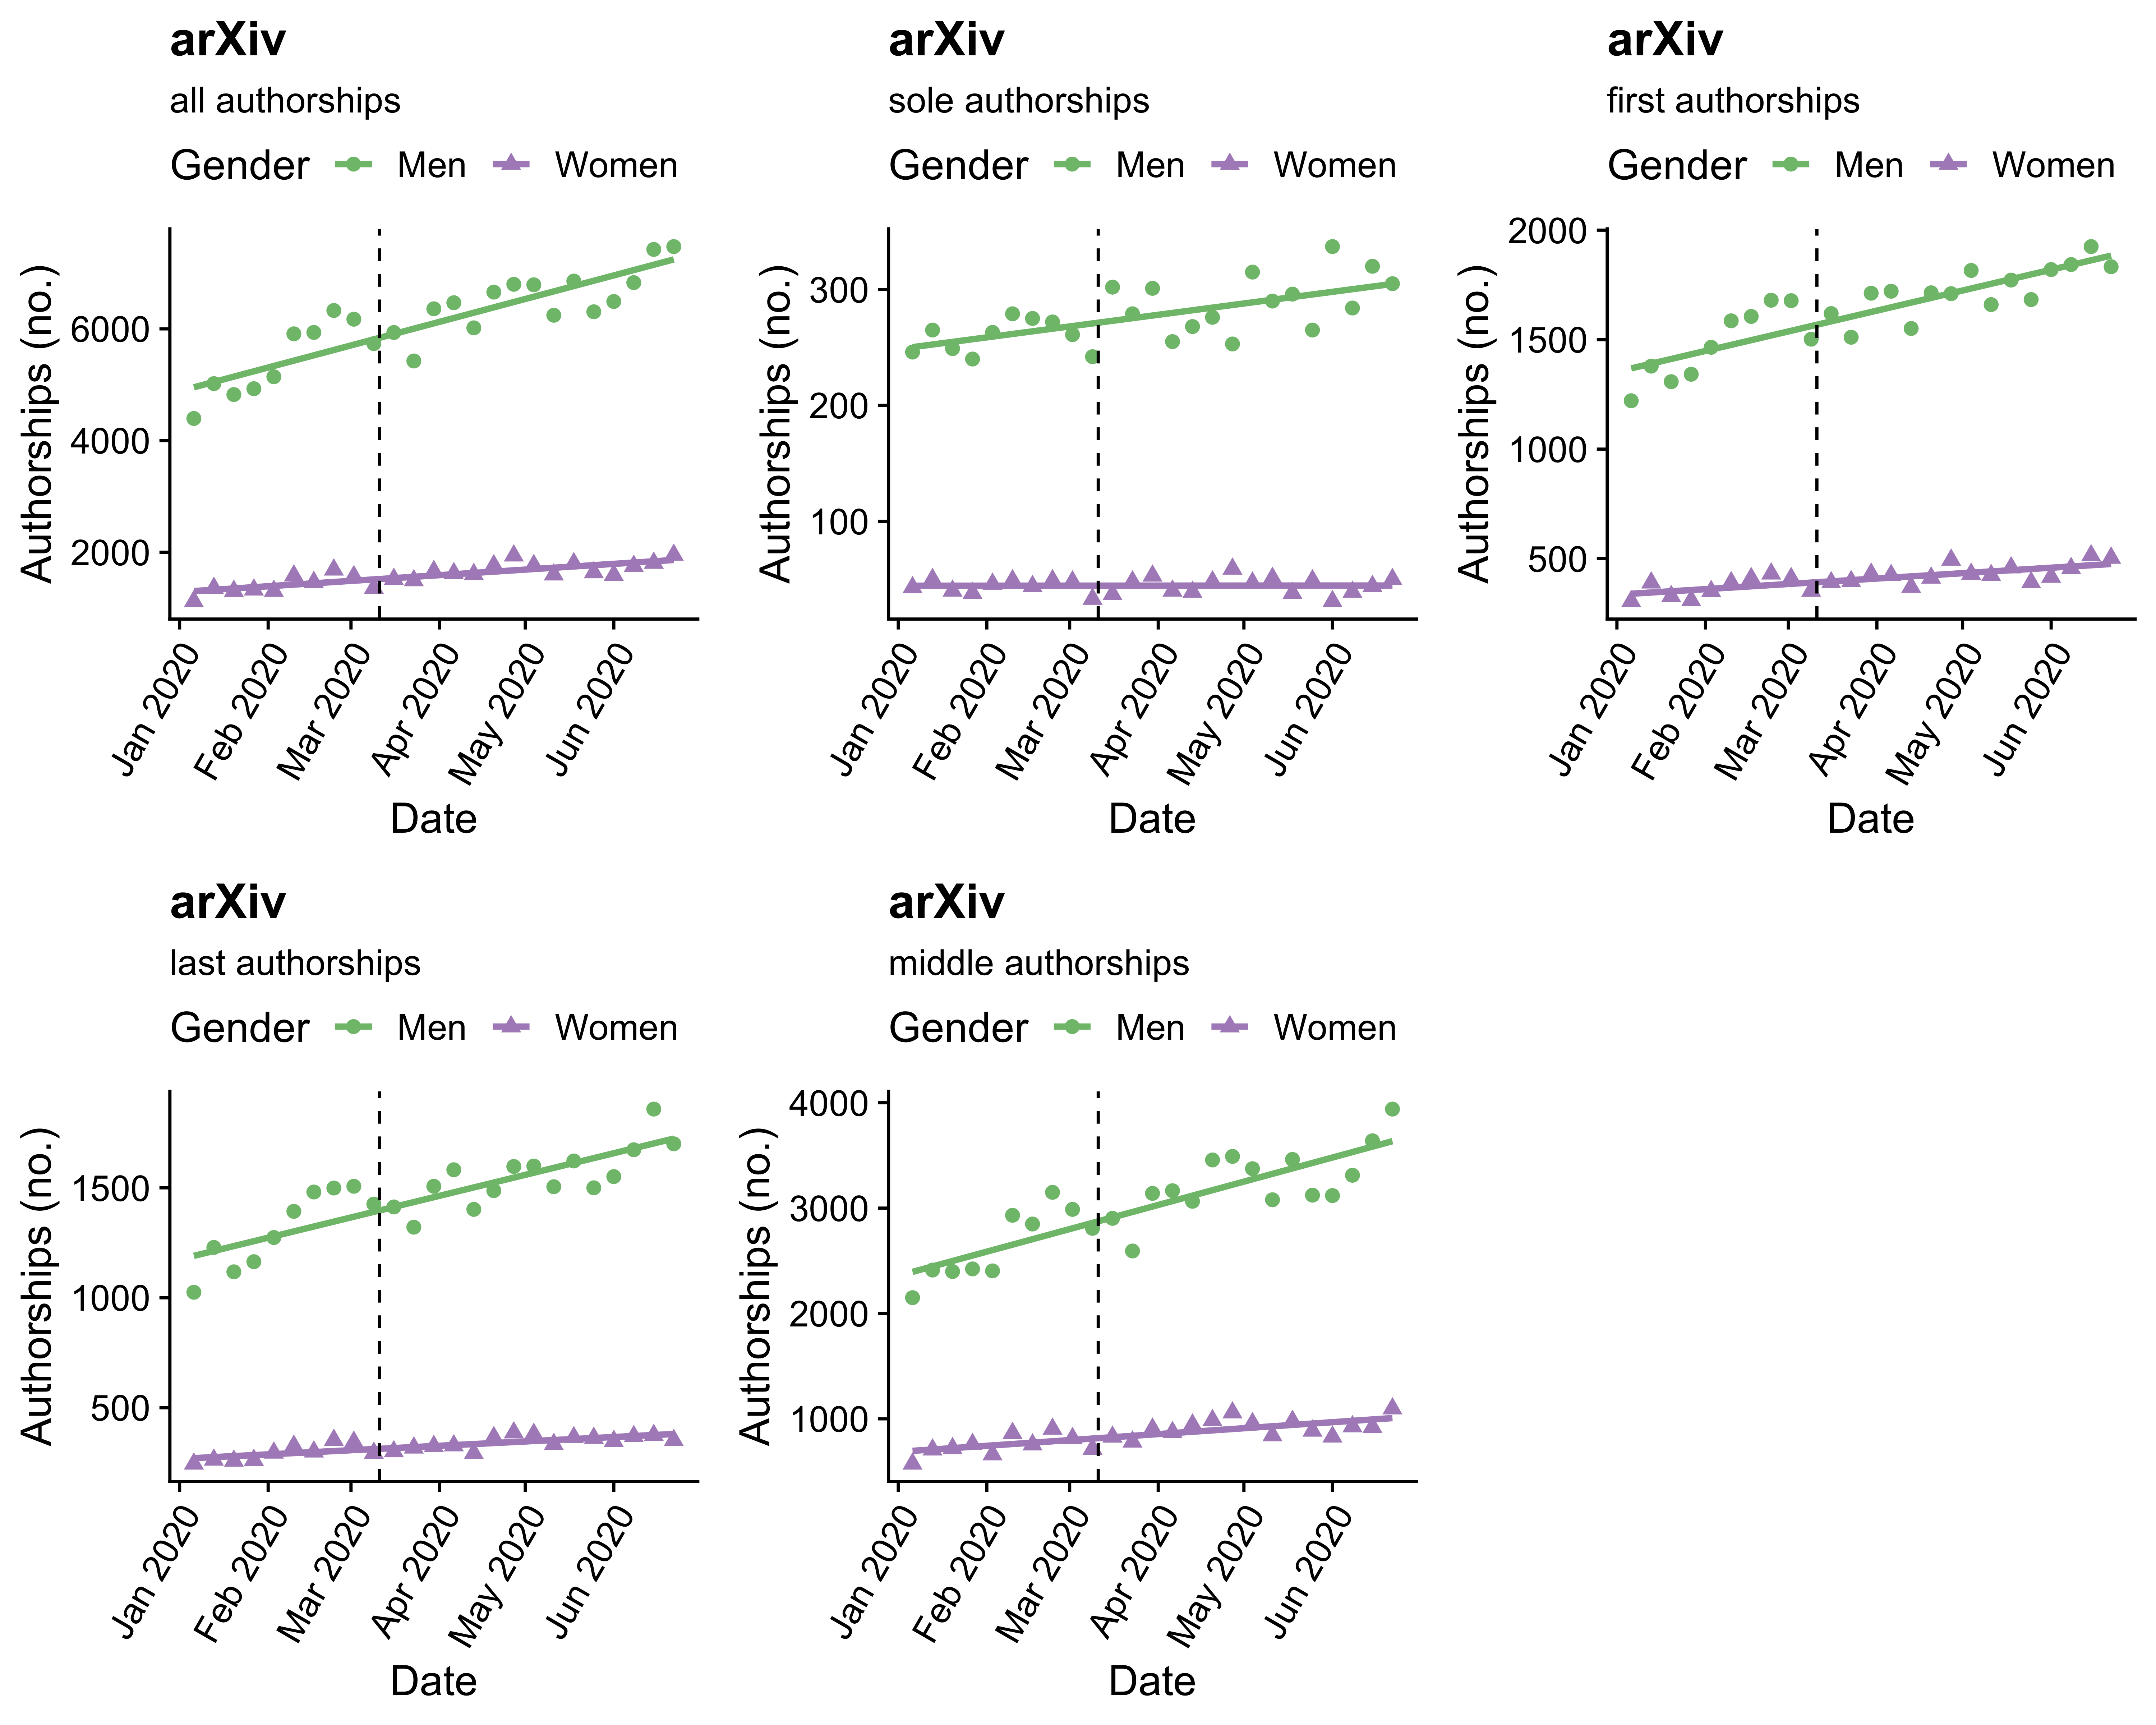 arXiv
all authorships
Gender Men Women
Authorships (no.)
6000
4000
2000
Jan 2020
Feb 2020
Mar 2020
Apr 2020
May 2020
Jun 2020
Date
arXiv
sole authorships
Gender Men Women
Authorships (no.)
300
200
100
Jan 2020
Feb 2020
Mar 2020
Apr 2020
May 2020
Jun 2020
Date
arXiv
first authorships
Gender Men Women
Authorships (no.)
2000
1500
1000
500
Jan 2020
Feb 2020
Mar 2020
Apr 2020
May 2020
Jun 2020
Date
arXiv
last authorships
Gender Men Women
Authorships (no.)
1500
1000
500
Jan 2020
Feb 2020
Mar 2020
Apr 2020
May 2020
Jun 2020
Date
arXiv
middle authorships
Gender Men Women
Authorships (no.)
4000
3000
2000
1000
Jan 2020
Feb 2020
Mar 2020
Apr 2020
May 2020
Jun 2020
Date